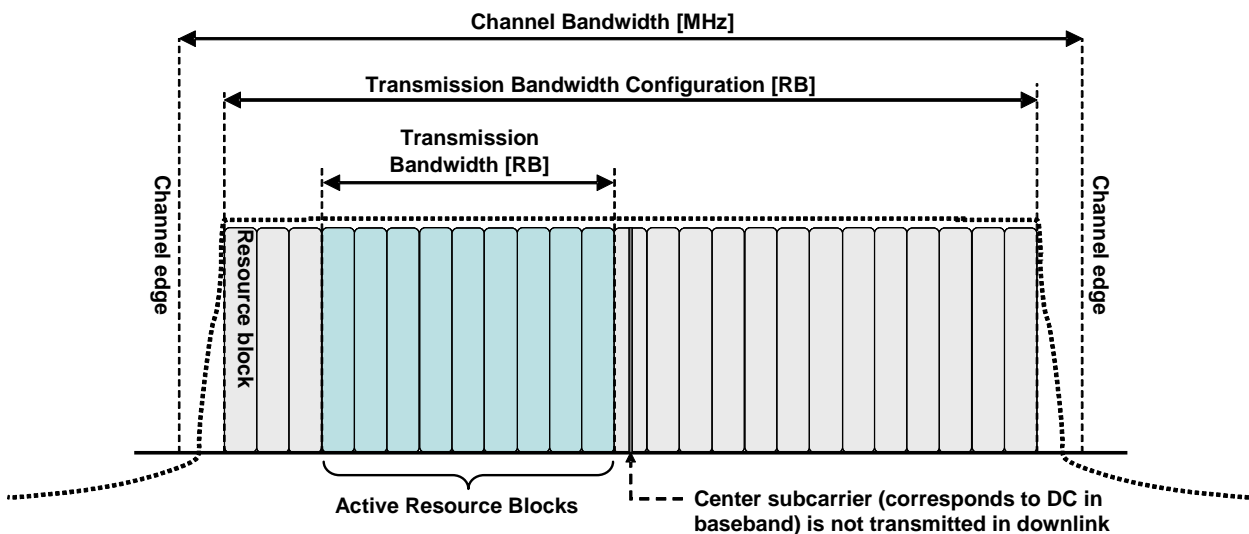 Channel Bandwidth [MHz]
Transmission Bandwidth Configuration [RB]
Transmission
Bandwidth [RB]
Channel edge
Channel edge
Resource block
Active Resource Blocks
Center subcarrier (corresponds to DC in
baseband) is not transmitted in downlink